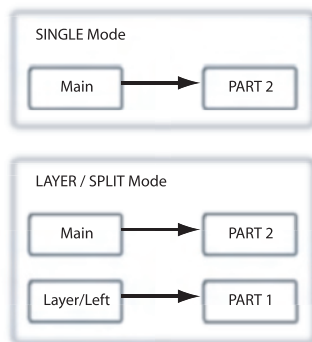 SINGLE Mode
Main PART 2
LAYER / SPLIT Mode
Main PART 2
Layer/Left PART 1